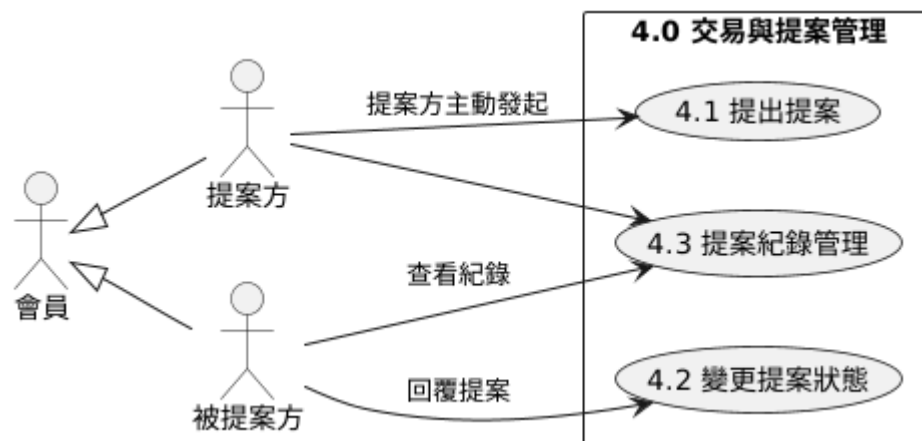 4.0 交易與提案管理
提案方主動發起
4.1 提出提案
提案方
會員
查看紀錄
4.3 提案紀錄管理
回覆提案
4.2 變更提案狀態
被提案方